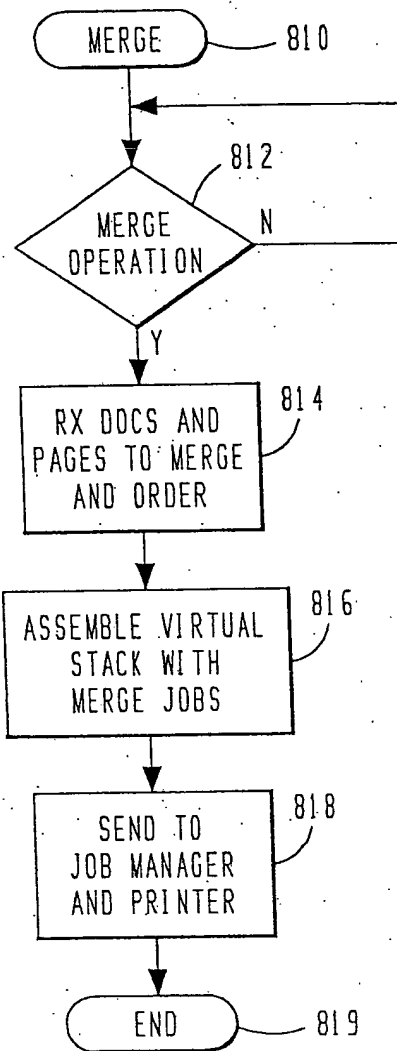 MERGE
810
812
MERGE
OPERATION
N
Y
814
RX DOCS AND
PAGES TO MERGE
AND ORDER
816
ASSEMBLE VIRTUAL
STACK WITH
MERGE JOBS
818
SEND TO
JOB MANAGER
AND PRINTER
END
819